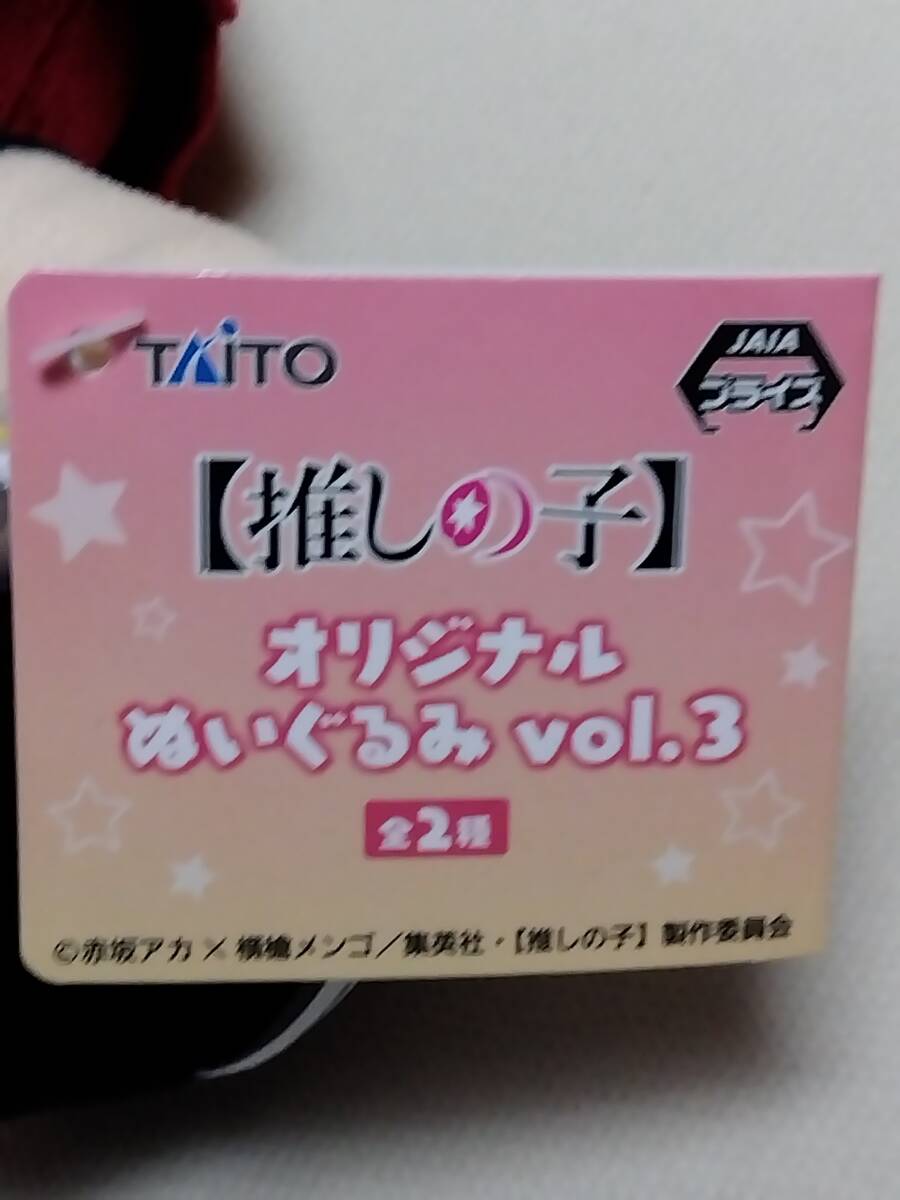 TAITO
JAIA
プライズ
【推しの子】
オリジナル
ぬいぐるみ vol.3
全2種
©赤坂アカ×横槍メンゴ/集英社・【推しの子】製作委員会